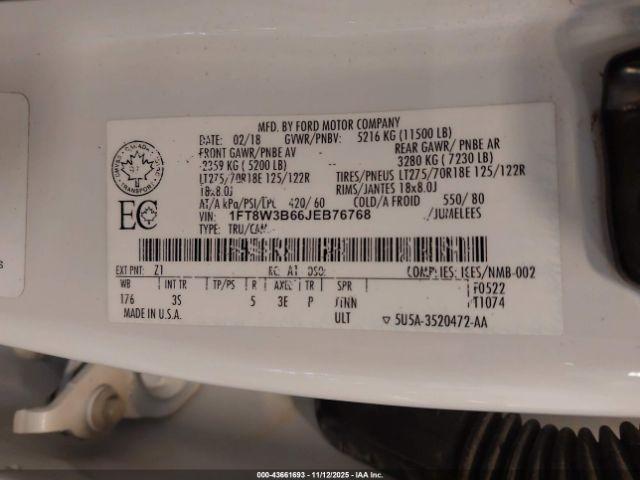 MFD. BY FORD MOTOR COMPANY
DATE: 02/18 GVWR/PNBV: 5216 KG (11500 LB)
FRONT GAWR/PNBE AV REAR GAWR/ PNBE AR
2359 KG ( 5200 LB) 3280 KG ( 7230 LB)
LT275/70R18E 125/122R TIRES/PNEUS LT275/70R18E 125/122R
18x8.0J RIMS/JANTES 18x8.0J
AT/A kPa/PSI/LPC 420/ 60 COLD/A FROID 550/ 80
VIN: 1FT8W3B66JEB76768 /JUMELEES
TYPE: TRU/CAM
CANADA
TRANSPORT
EC
EXT PNT: Z1 RC: AT DSO: COMPLIES: ICES/NMB-002
WB INT TR TP/PS R AXLE TR SPR F0522
176 3S 5 3E P T1074
MADE IN U.S.A. ULT 5U5A-3520472-AA
S
000-43661693 - 11/12/2025 - IAA Inc.